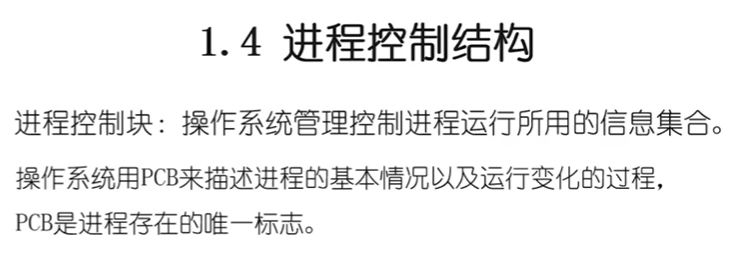 1.4 进程控制结构
进程控制块：操作系统管理控制进程运行所用的信息集合。
操作系统用PCB来描述进程的基本情况以及运行变化的过程，
PCB是进程存在的唯一标志。